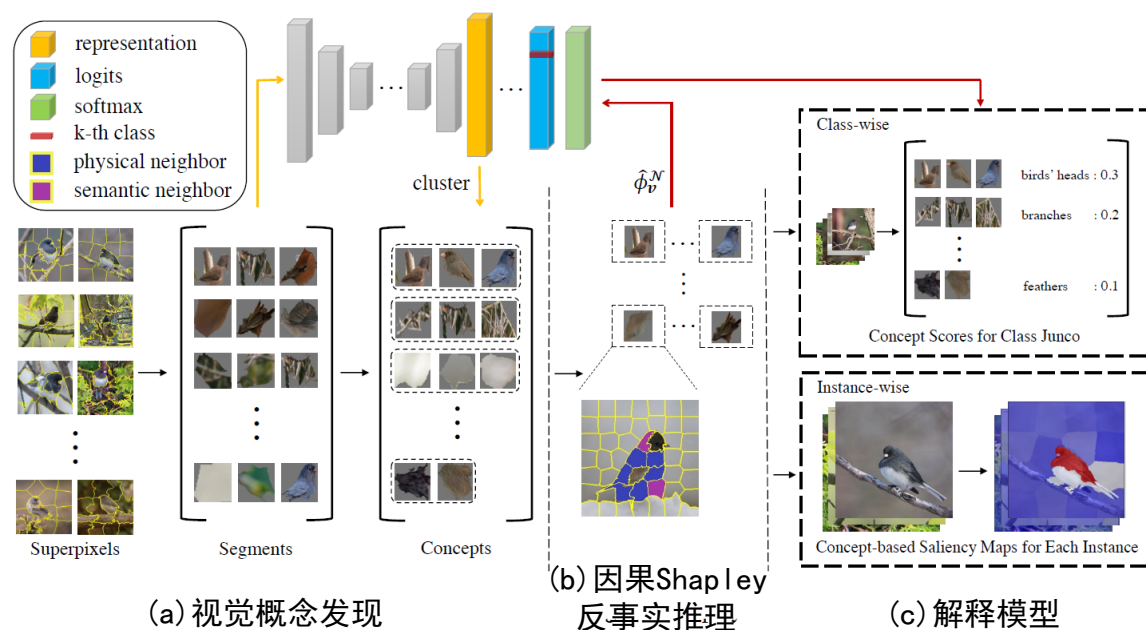 representation
logits
softmax
k-th class
physical neighbor
semantic neighbor
cluster
$\hat{\phi}_{v}^{\mathcal{N}}$
Superpixels
Segments
Concepts
Class-wise
birds' heads : 0.3
branches : 0.2
feathers : 0.1
Concept Scores for Class Junco
Instance-wise
Concept-based Saliency Maps for Each Instance
(a)视觉概念发现
(b)因果Shapley
反事实推理
(c)解释模型